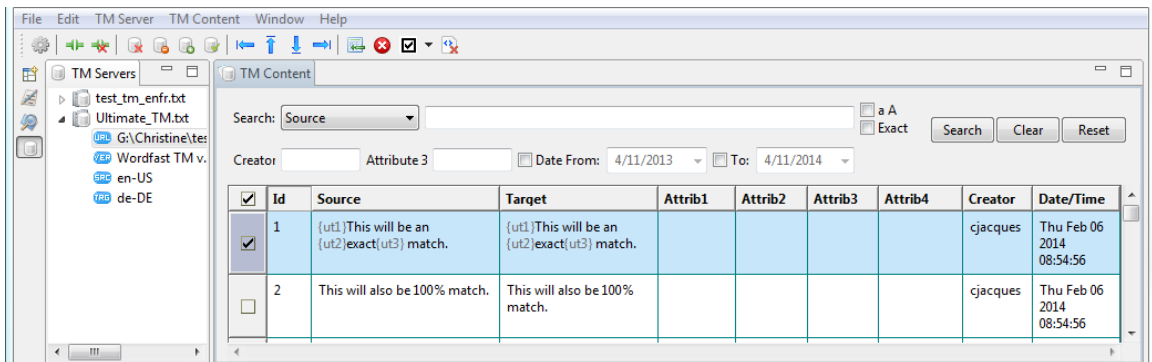 File Edit TM Server TM Content Window Help
TM Servers
TM Content
test_tm_enfr.txt
Ultimate_TM.txt
URL G:\Christine\tes
VER Wordfast TM v.
SRC en-US
TRG de-DE
Search: Source
a A
Exact
Search Clear Reset
Creator Attribute 3 Date From: 4/11/2013 To: 4/11/2014
Id Source Target Attrib1 Attrib2 Attrib3 Attrib4 Creator Date/Time
1 {ut1}This will be an {ut1}This will be an cjacques Thu Feb 06
{ut2}exact{ut3} match. {ut2}exact{ut3} match. 2014
08:54:56
2 This will also be 100% match. This will also be 100% cjacques Thu Feb 06
match. 2014
08:54:56